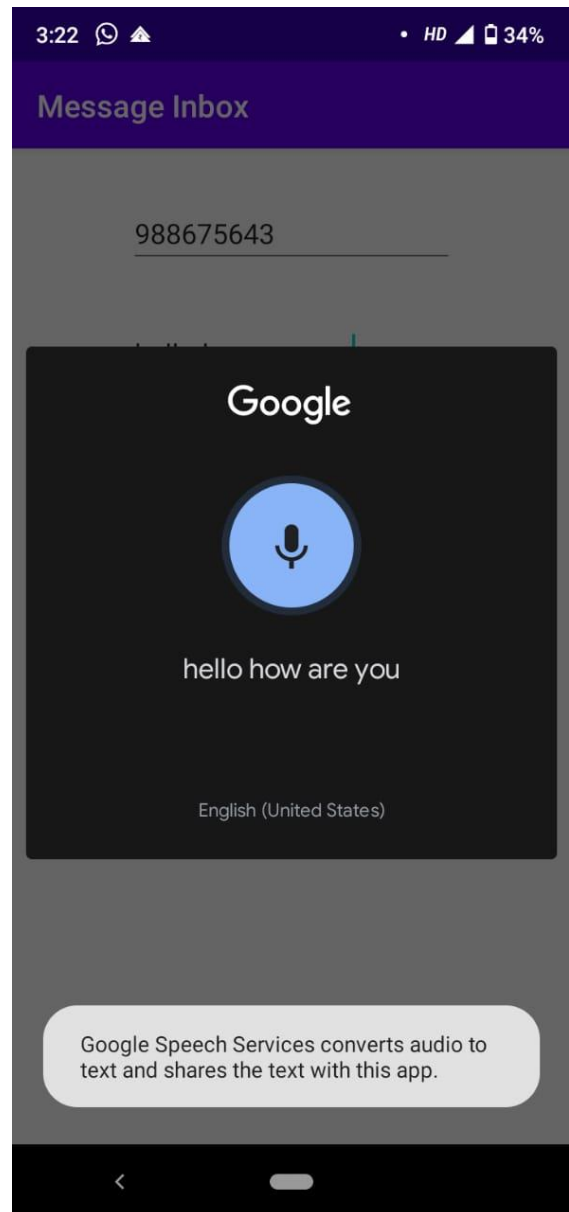 3:22 HD 34%
Message Inbox
988675643
Google
hello how are you
English (United States)
Google Speech Services converts audio to
text and shares the text with this app.